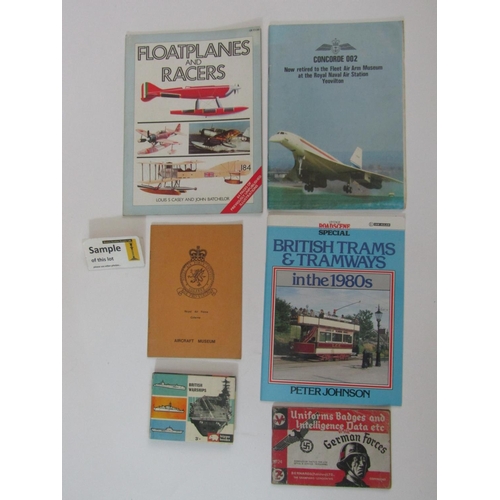 FLOATPLANES
AND
RACERS
184
LOUIS S CASEY AND JOHN BATCHELOR
CONCORDE 002
Now retired to the Fleet Air Arm Museum
at the Royal Naval Air Station
Yeovilton
Sample
of this lot
AIRCRAFT MUSEUM
SPECIAL
BRITISH TRAMS
& TRAMWAYS
in the 1980s
PETER JOHNSON
BRITISH
WARSHIPS
Uniforms Badges and
Intelligence Data etc
German Forces